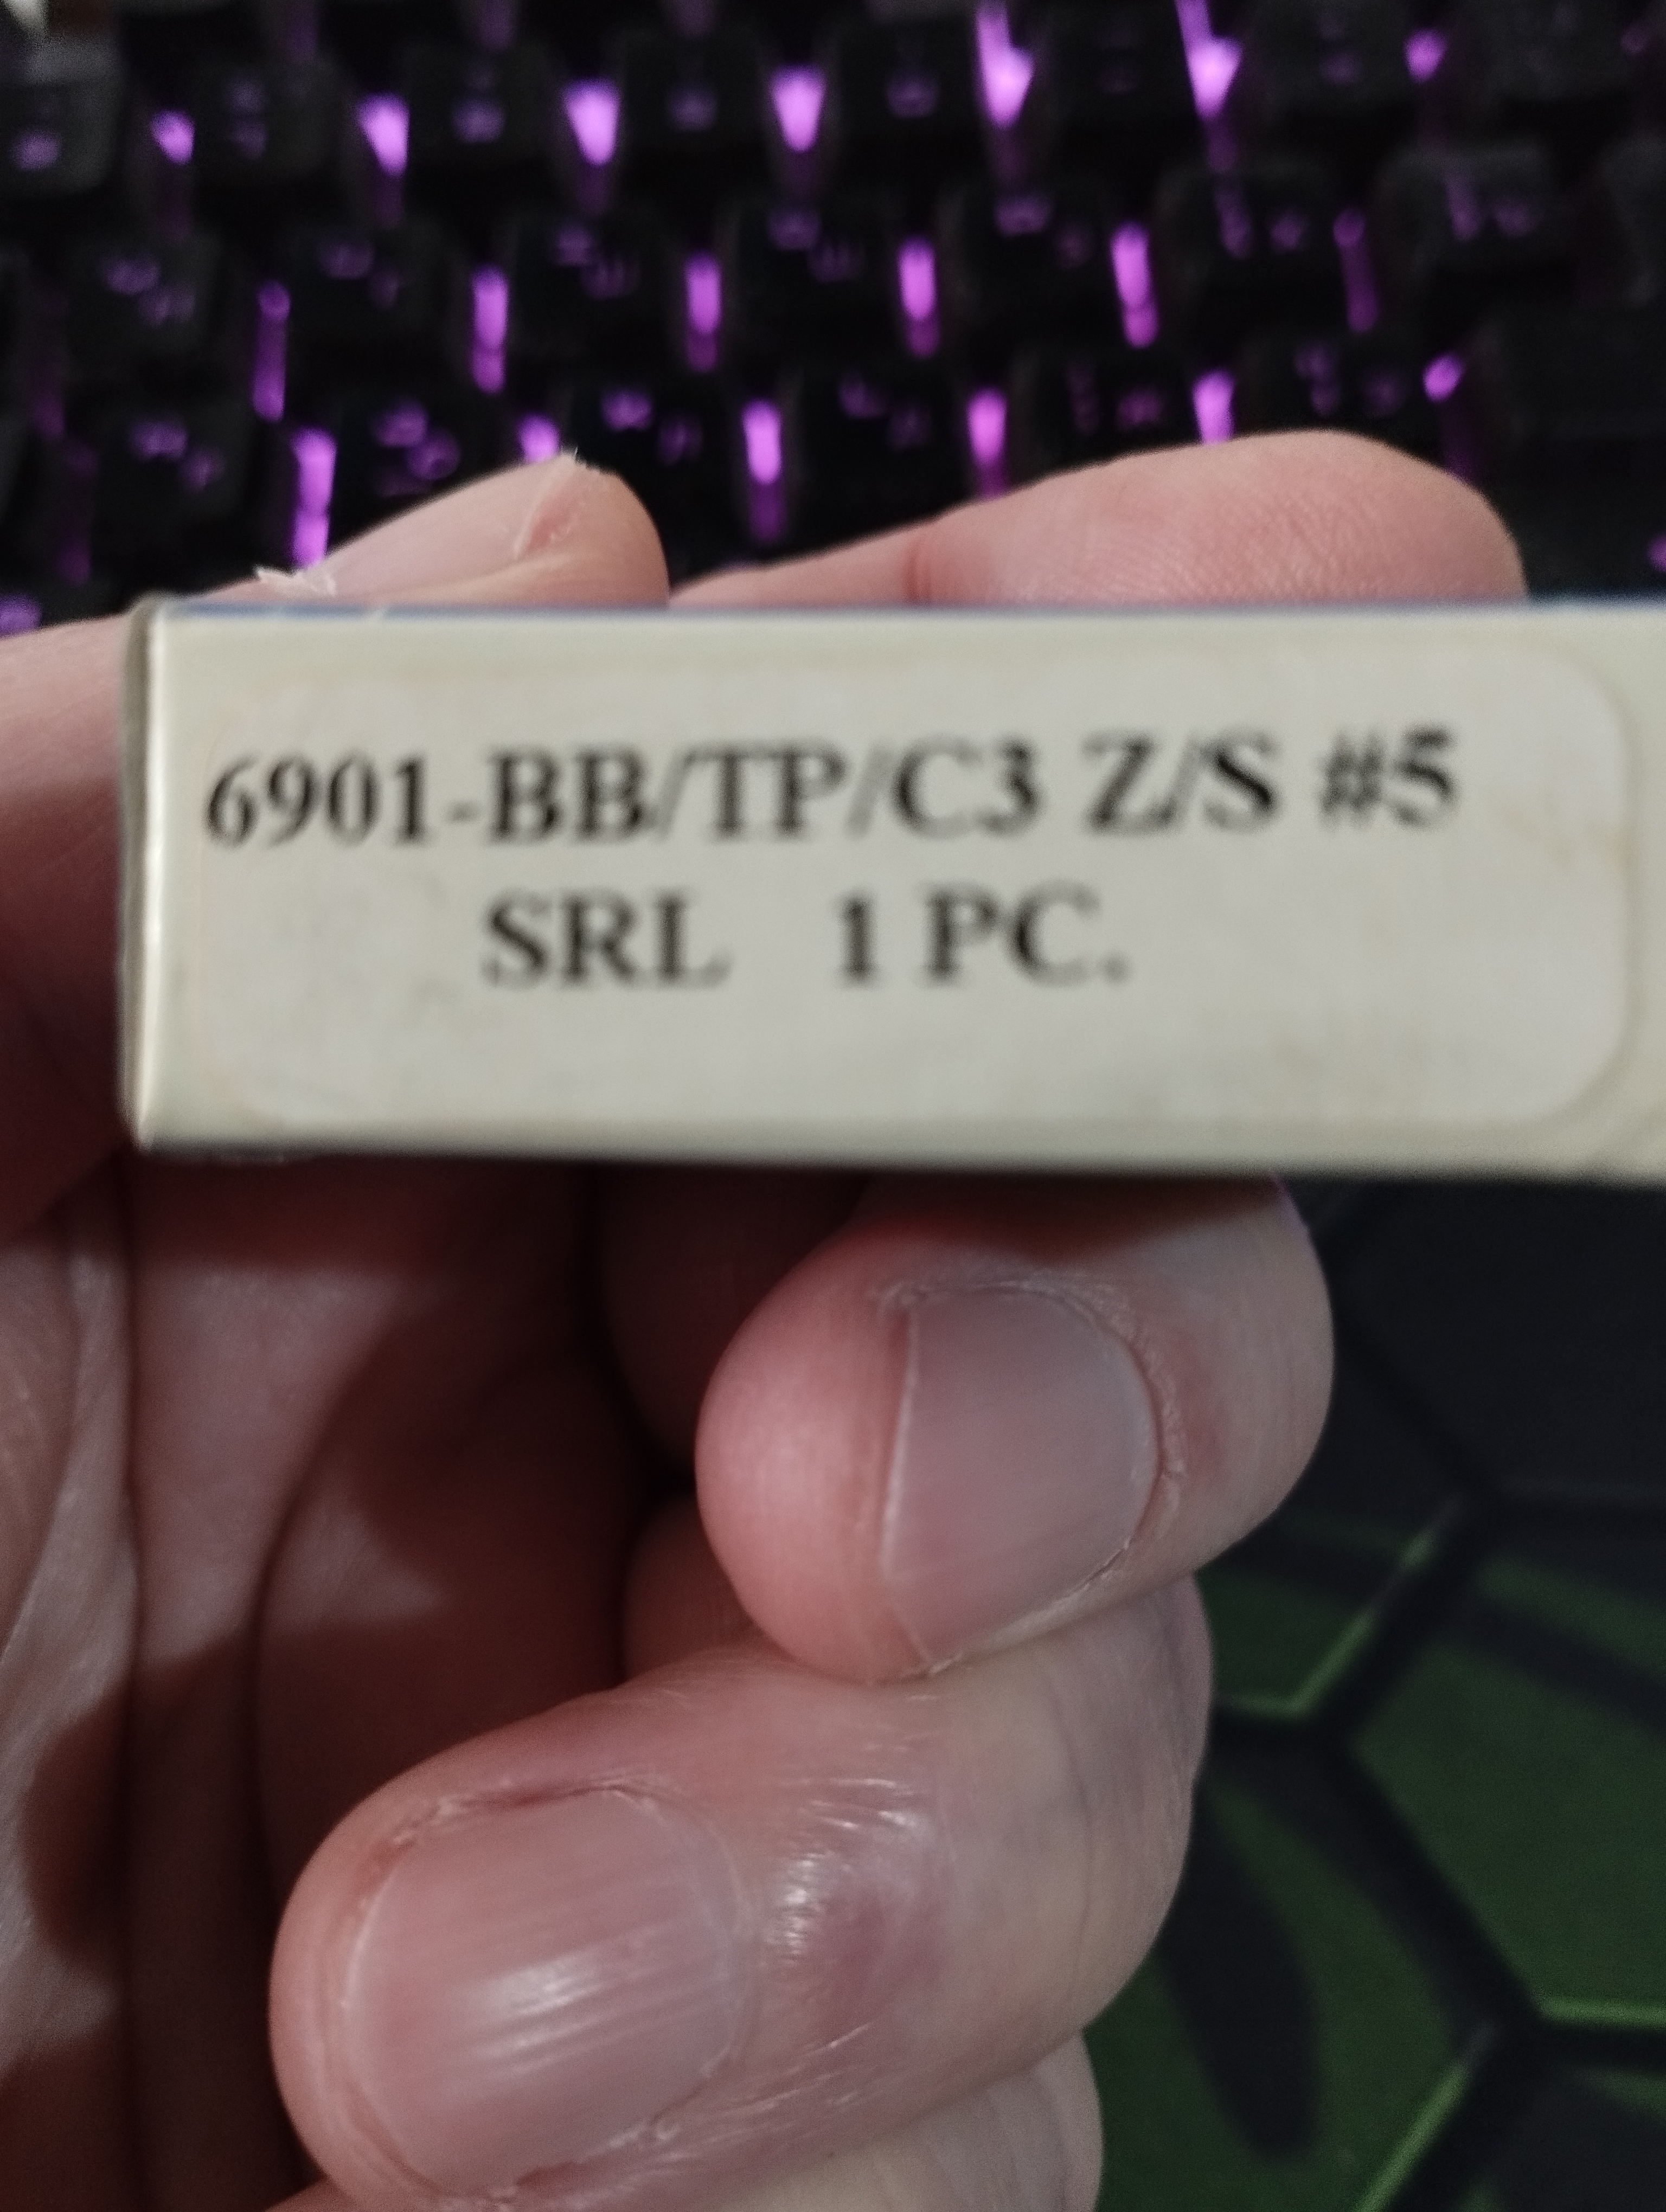 6901-BB/TP/C3 Z/S #5
SRL 1 PC.